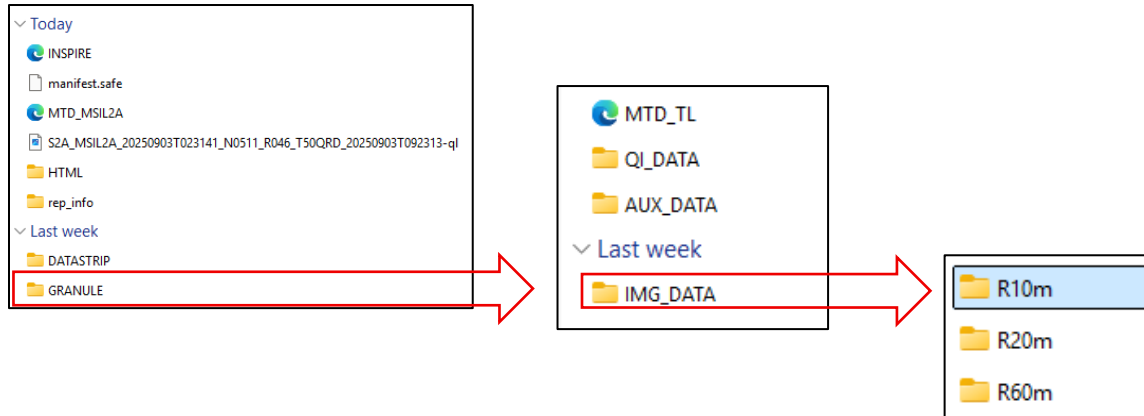 Today
INSPIRE
manifest.safe
MTD_MSIL2A
S2A_MSIL2A_20250903T023141_N0511_R046_T50QRD_20250903T092313-ql
HTML
rep_info
Last week
DATASTRIP
GRANULE
MTD_TL
QI_DATA
AUX_DATA
Last week
IMG_DATA
R10m
R20m
R60m